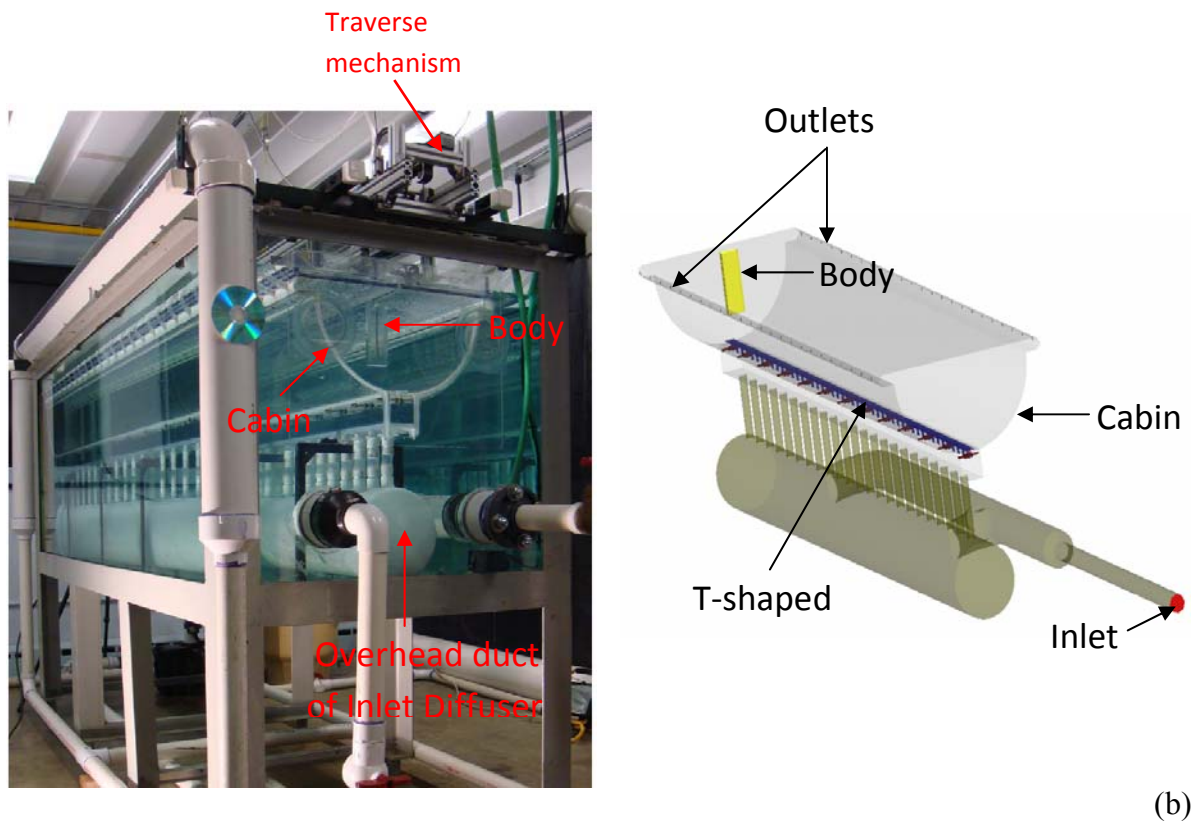 Traverse
mechanism
Body
Cabin
Overhead duct
of Inlet Diffuser
Outlets
Body
Cabin
T-shaped
Inlet
(b)